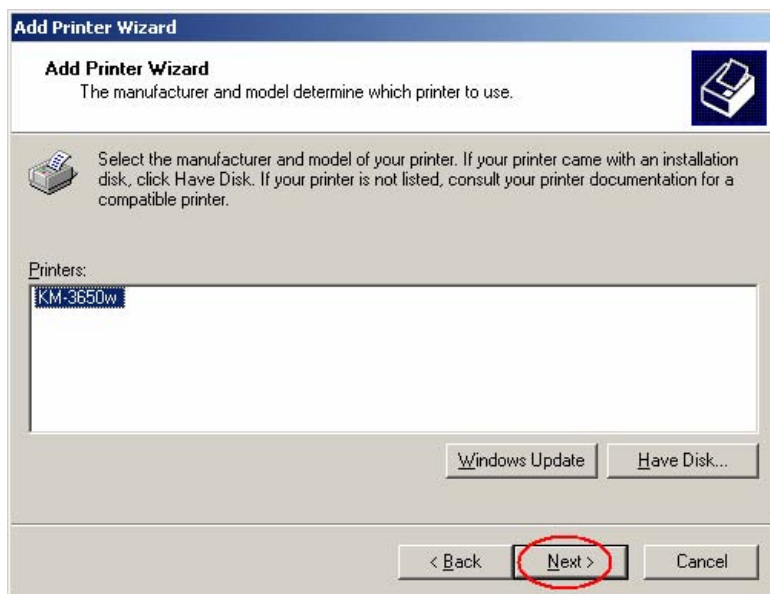 Add Printer Wizard
Add Printer Wizard
The manufacturer and model determine which printer to use.
Select the manufacturer and model of your printer. If your printer came with an installation
disk, click Have Disk. If your printer is not listed, consult your printer documentation for a
compatible printer.
Printers:
KM-3650w
Windows Update Have Disk...
< Back Next > Cancel